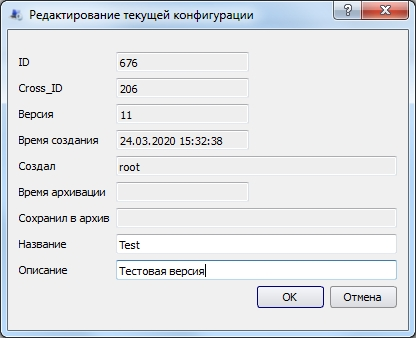 Редактирование текущей конфигурации
ID 676
Cross_ID 206
Версия 11
Время создания 24.03.2020 15:32:38
Создал root
Время архивации
Сохранил в архив
Название Test
Описание Тестовая версия
OK Отмена